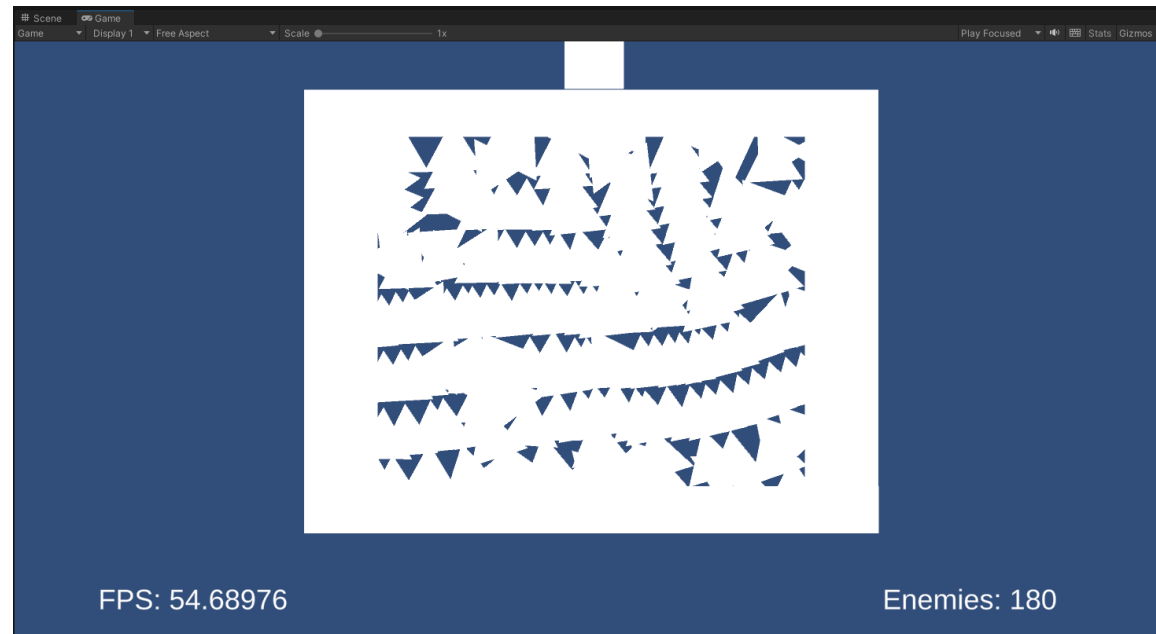 Scene Game
Game Display 1 Free Aspect Scale 1x Play Focused Stats Gizmos
FPS: 54.68976 Enemies: 180